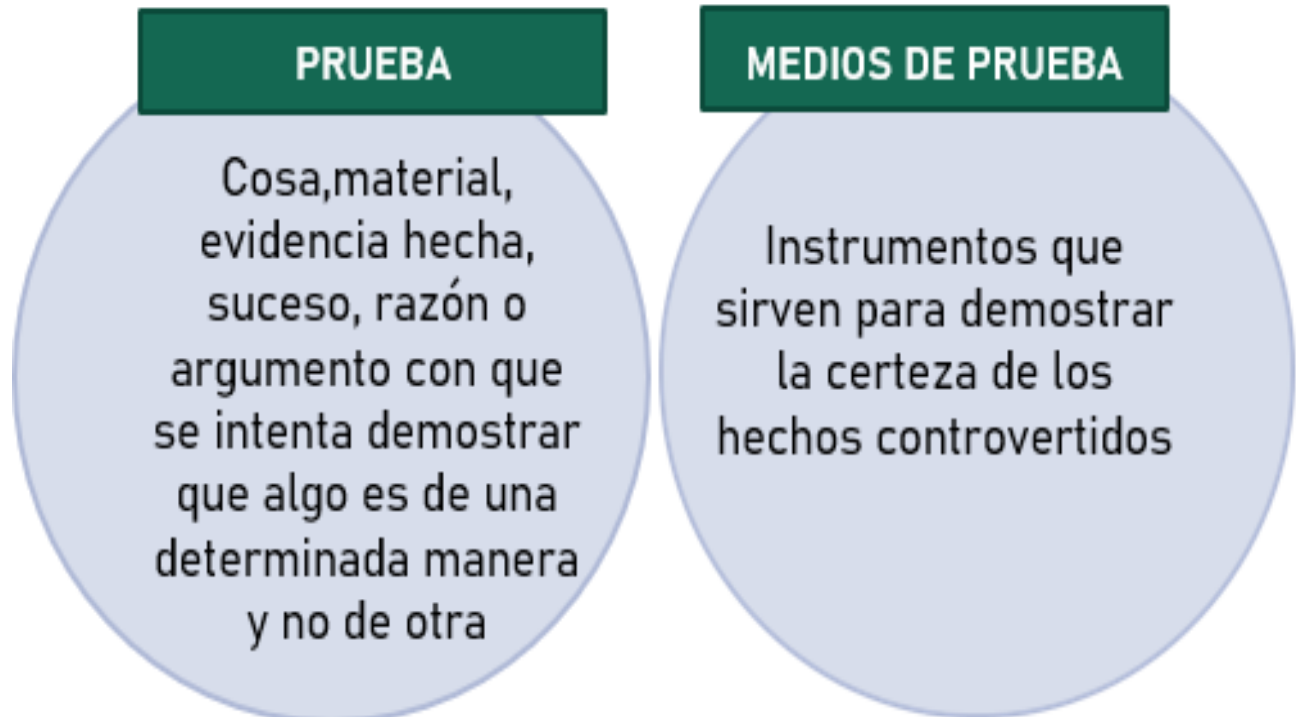 PRUEBA
Cosa,material,
evidencia hecha,
suceso, razón o
argumento con que
se intenta demostrar
que algo es de una
determinada manera
y no de otra
MEDIOS DE PRUEBA
Instrumentos que
sirven para demostrar
la certeza de los
hechos controvertidos